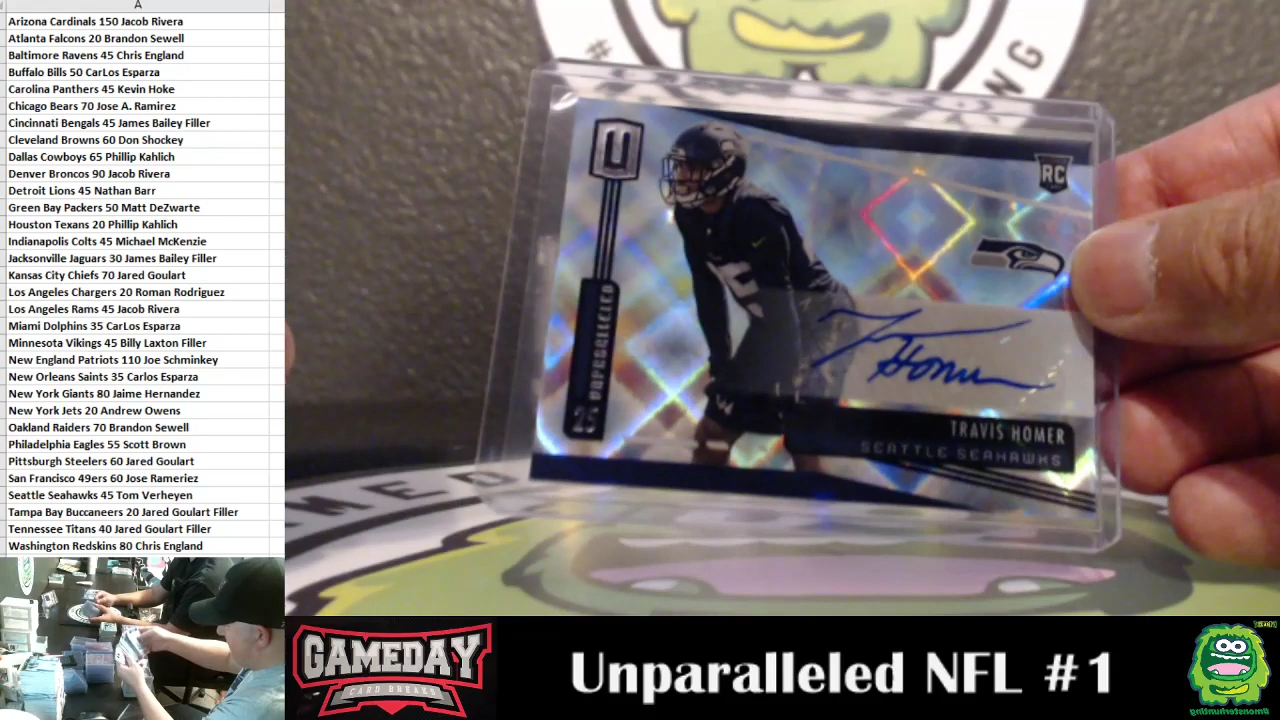 A
Arizona Cardinals 150 Jacob Rivera
Atlanta Falcons 20 Brandon Sewell
Baltimore Ravens 45 Chris England
Buffalo Bills 50 CarLos Esparza
Carolina Panthers 45 Kevin Hoke
Chicago Bears 70 Jose A. Ramirez
Cincinnati Bengals 45 James Bailey Filler
Cleveland Browns 60 Don Shockey
Dallas Cowboys 65 Phillip Kahlich
Denver Broncos 90 Jacob Rivera
Detroit Lions 45 Nathan Barr
Green Bay Packers 50 Matt DeZwarte
Houston Texans 20 Phillip Kahlich
Indianapolis Colts 45 Michael McKenzie
Jacksonville Jaguars 30 James Bailey Filler
Kansas City Chiefs 70 Jared Goulart
Los Angeles Chargers 20 Roman Rodriguez
Los Angeles Rams 45 Jacob Rivera
Miami Dolphins 35 CarLos Esparza
Minnesota Vikings 45 Billy Laxton Filler
New England Patriots 110 Joe Schminkey
New Orleans Saints 35 Carlos Esparza
New York Giants 80 Jaime Hernandez
New York Jets 20 Andrew Owens
Oakland Raiders 70 Brandon Sewell
Philadelphia Eagles 55 Scott Brown
Pittsburgh Steelers 60 Jared Goulart
San Francisco 49ers 60 Jose Rameriez
Seattle Seahawks 45 Tom Verheyen
Tampa Bay Buccaneers 20 Jared Goulart Filler
Tennessee Titans 40 Jared Goulart Filler
Washington Redskins 80 Chris England
#
NG
U
RC
UNPARALLELED
25
T Homer
TRAVIS HOMER
SEATTLE SEAHAWKS
AMED
GAMEDAY
CARD BREAKS
Unparalleled NFL #1
#monsterhunting